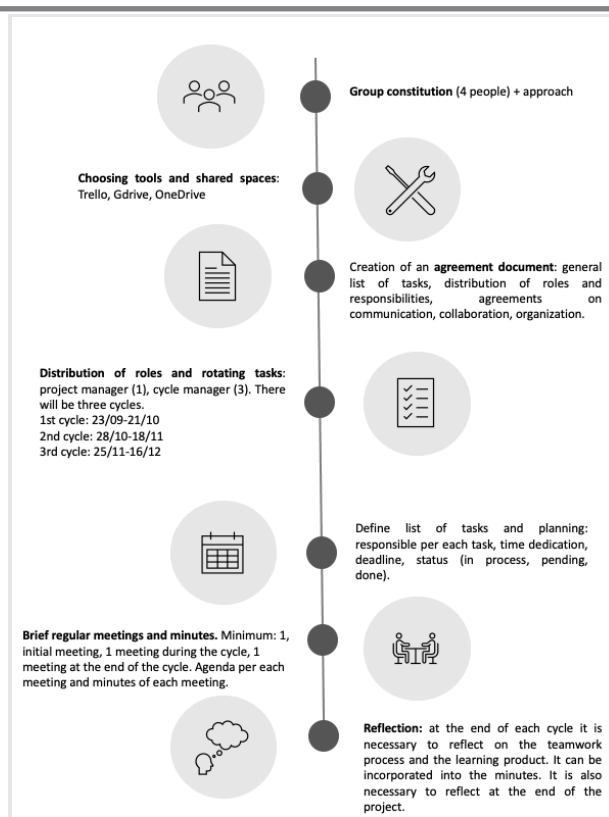 Group constitution (4 people) + approach
Choosing tools and shared spaces:
Trello, Gdrive, OneDrive
Creation of an agreement document: general
list of tasks, distribution of roles and
responsibilities, agreements on
communication, collaboration, organization.
Distribution of roles and rotating tasks:
project manager (1), cycle manager (3). There
will be three cycles.
1st cycle: 23/09-21/10
2nd cycle: 28/10-18/11
3rd cycle: 25/11-16/12
Define list of tasks and planning:
responsible per each task, time dedication,
deadline, status (in process, pending,
done).
Brief regular meetings and minutes. Minimum: 1,
initial meeting, 1 meeting during the cycle, 1
meeting at the end of the cycle. Agenda per each
meeting and minutes of each meeting.
Reflection: at the end of each cycle it is
necessary to reflect on the teamwork
process and the learning product. It can be
incorporated into the minutes. It is also
necessary to reflect at the end of the
project.